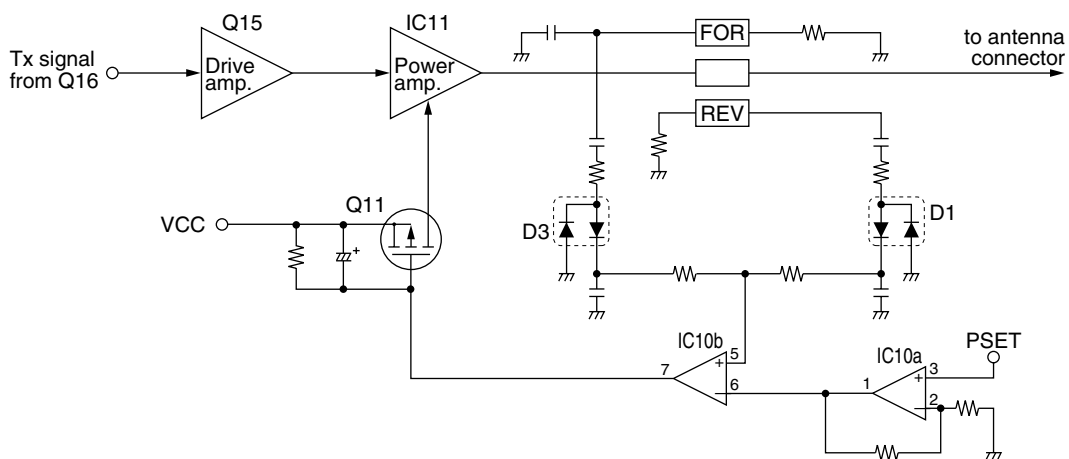 Q15
IC11
Tx signal
from Q16
Drive
amp.
Power
amp.
FOR
REV
to antenna
connector
Q11
VCC
D3
D1
IC10b
5
+
6
–
7
IC10a
PSET
3
+
2
–
1
+